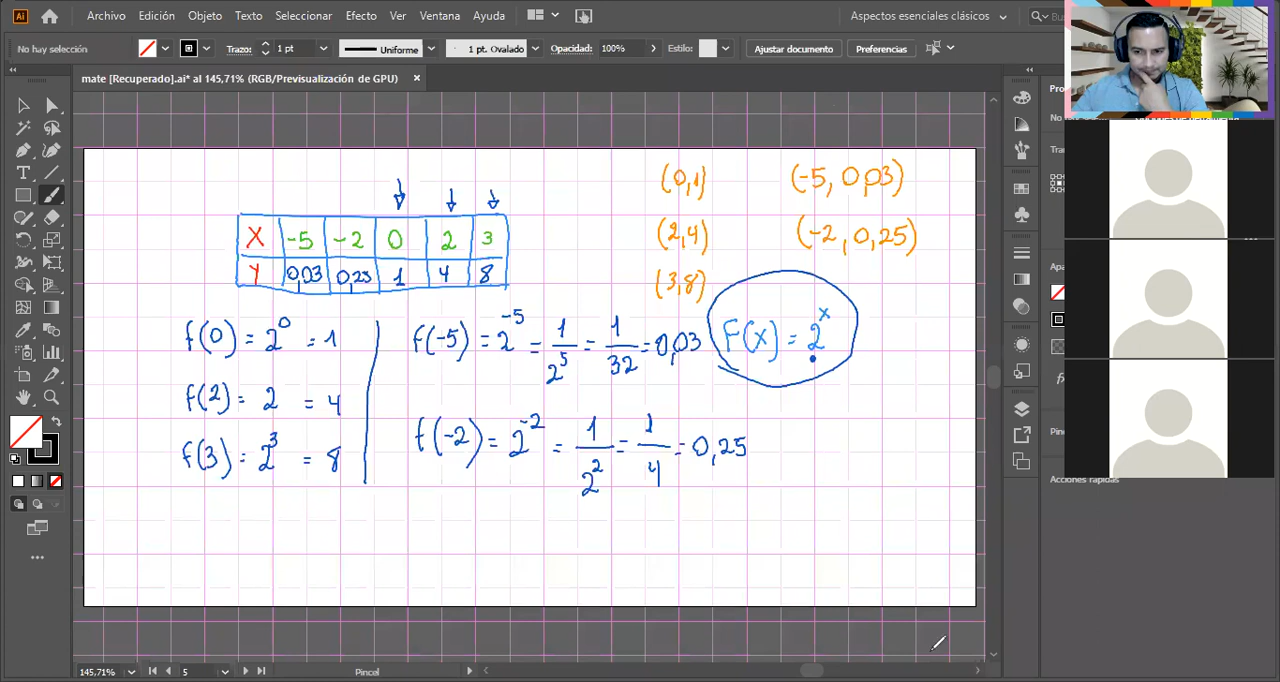 Ai Archivo Edición Objeto Texto Seleccionar Efecto Ver Ventana Ayuda Aspectos esenciales clásicos
No hay selección Trazo: 1 pt Uniforme 1 pt. Ovalado Opacidad: 100% Estilo: Ajustar documento Preferencias
mate [Recuperado].ai* al 145,71% (RGB/Previsualización de GPU) ×
(0,1) (-5, 0,03)
(2,4) (-2, 0,25)
(3,8)
X -5 -2 0 2 3
Y 0,03 0,25 1 4 8
F(x) = 2^x
f(0) = 2^0 = 1
f(2) = 2 = 4
f(3) = 2^3 = 8
f(-5) = 2^-5 = 1/2^5 = 1/32 = 0,03
f(-2) = 2^-2 = 1/2^2 = 1/4 = 0,25
Acciones rápidas
145,71% 5 Pincel